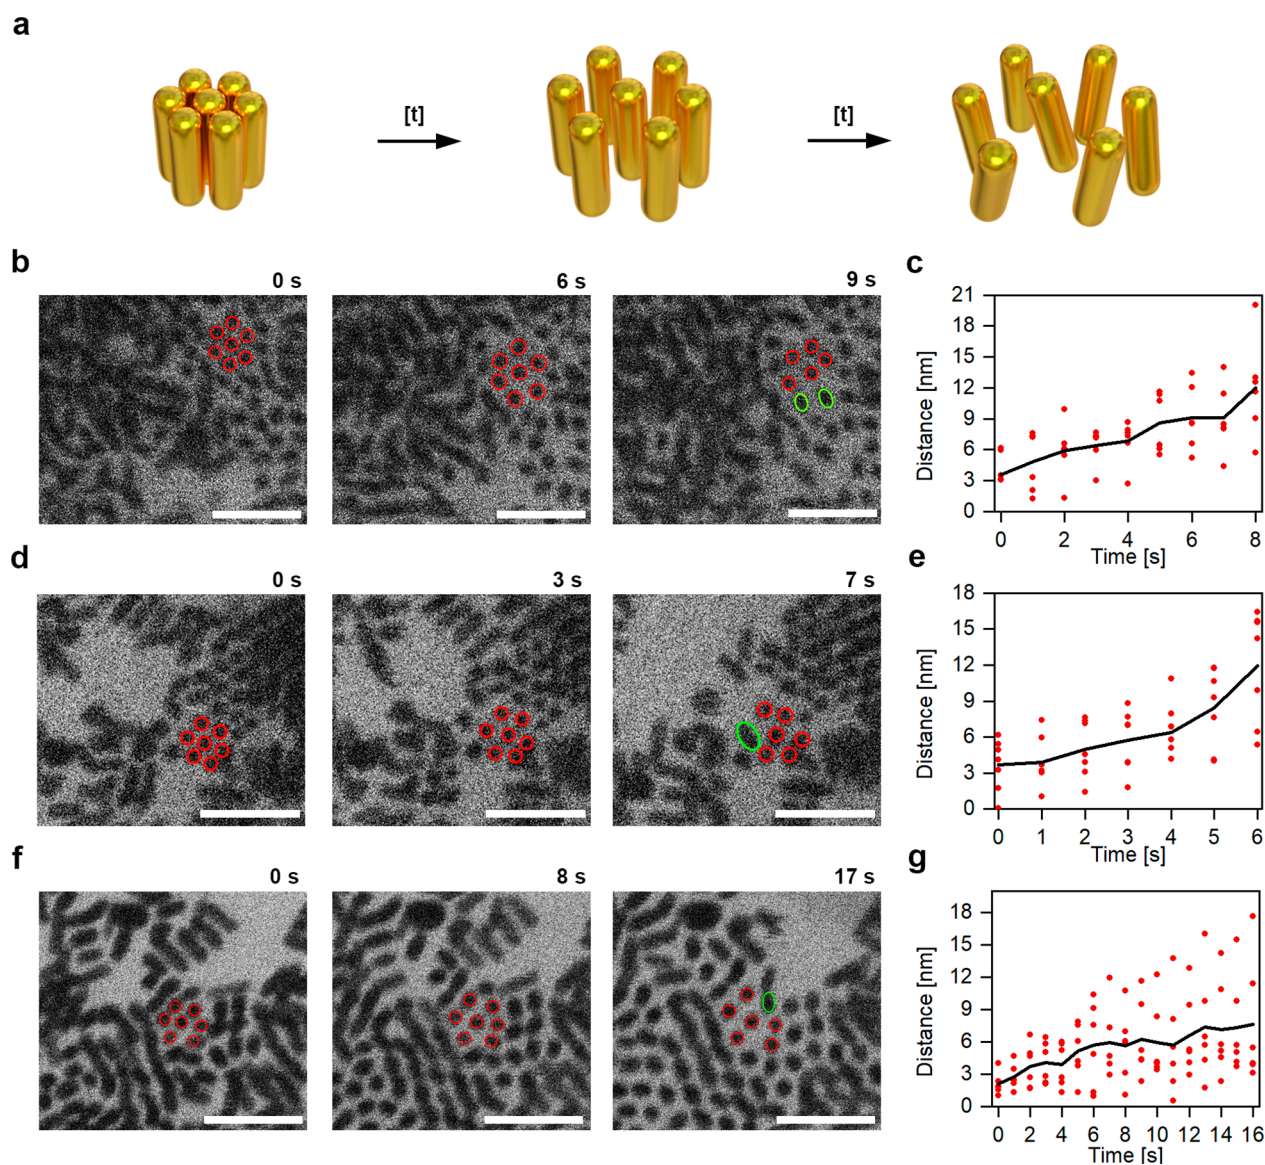 a
[t]
[t]
b
0 s
6 s
9 s
c
21
18
15
12
9
6
3
0
Distance [nm]
0 2 4 6 8
Time [s]
d
0 s
3 s
7 s
e
18
15
12
9
6
3
0
Distance [nm]
0 1 2 3 4 5 6
Time [s]
f
0 s
8 s
17 s
g
18
15
12
9
6
3
0
Distance [nm]
0 2 4 6 8 10 12 14 16
Time [s]